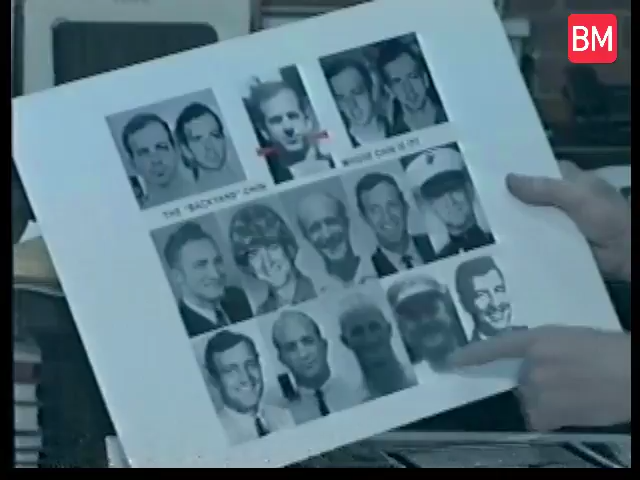 BM
THE "BACKYARD" CHIN
WHOSE CHIN IS IT?